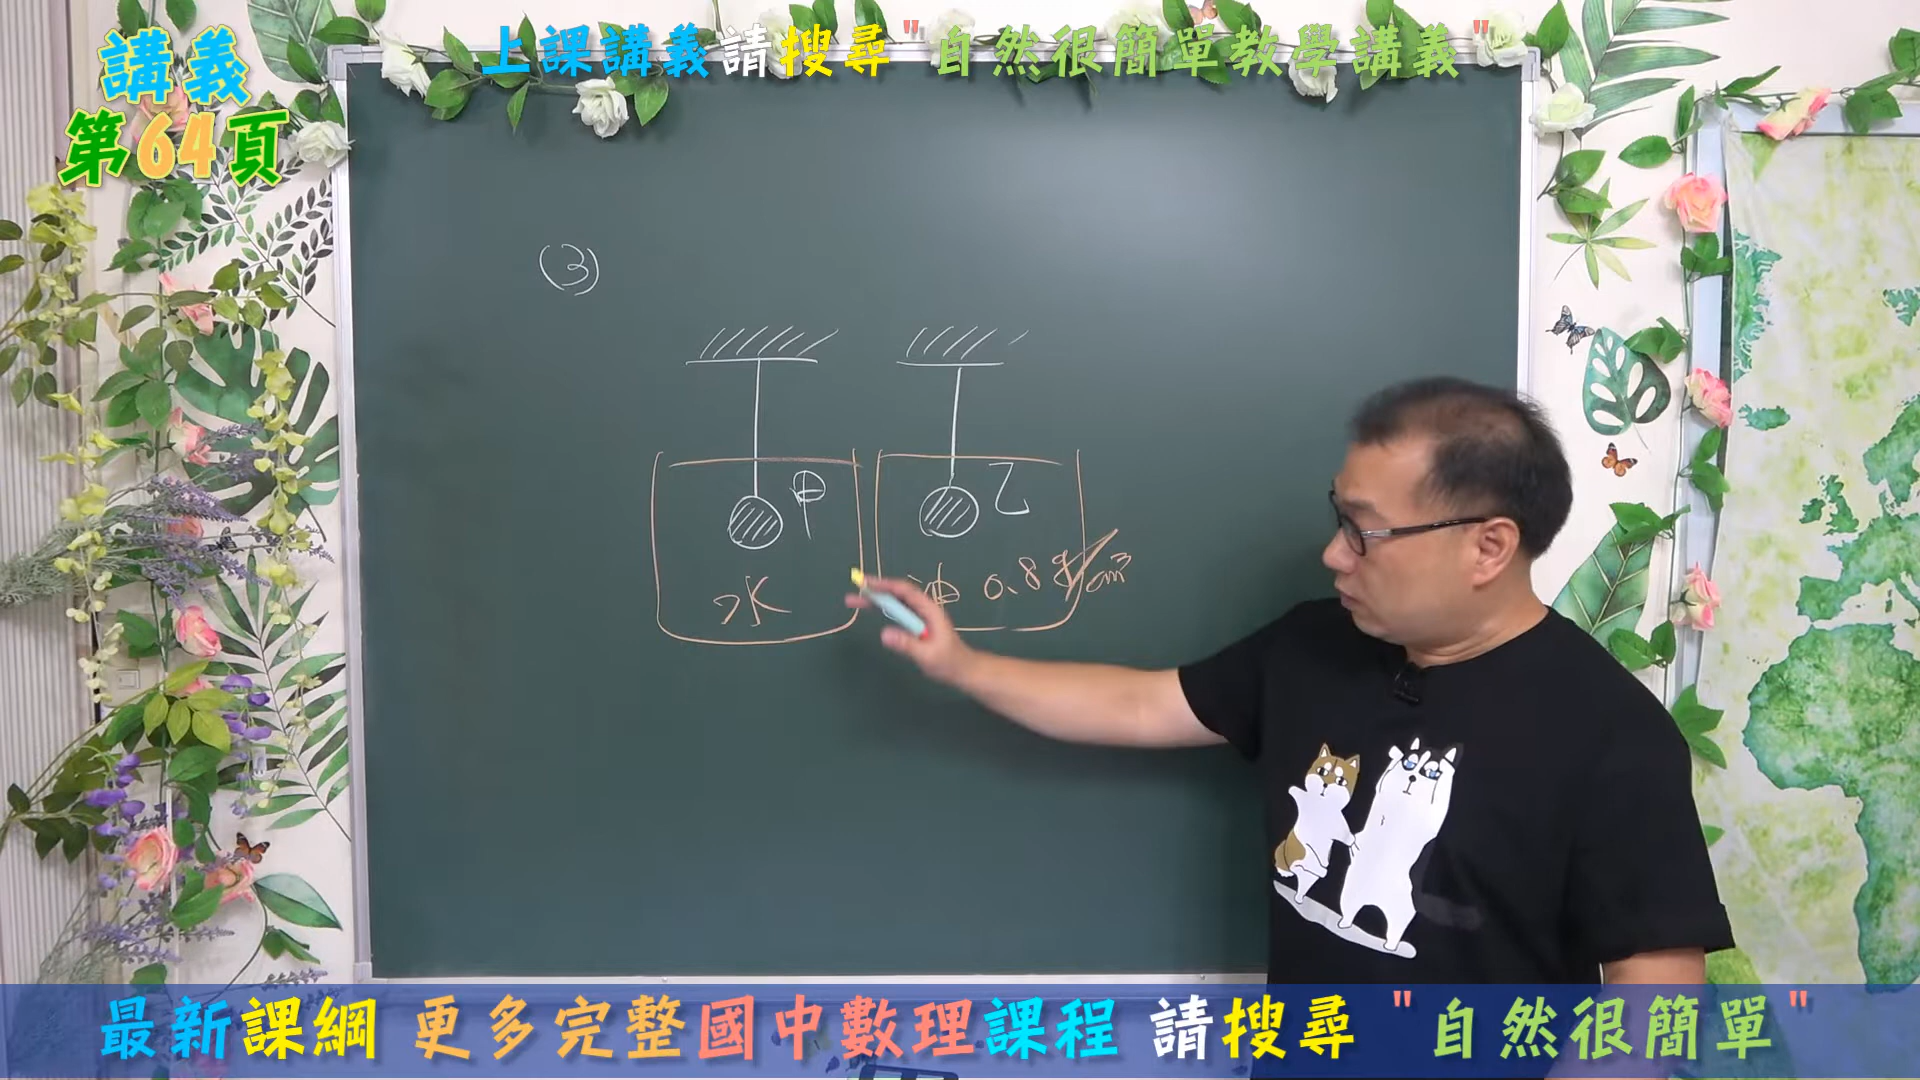 上課講義請搜尋"自然很簡單教學講義"
講義
第64頁
(3)
甲
乙
水
油 0.8 g/cm³
最新課綱 更多完整國中數理課程 請搜尋 "自然很簡單"